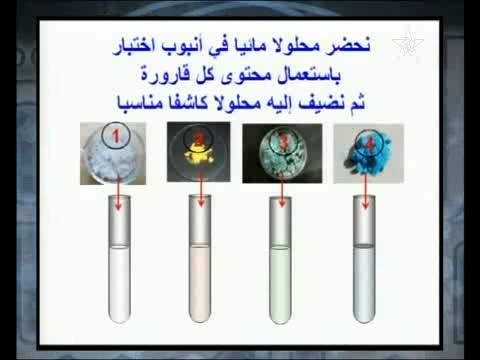 نحضر محلولا مائيا في أنبوب اختبار
باستعمال محتوى كل قارورة
ثم نضيف إليه محلولا كاشفا مناسبا
1 2 3 4